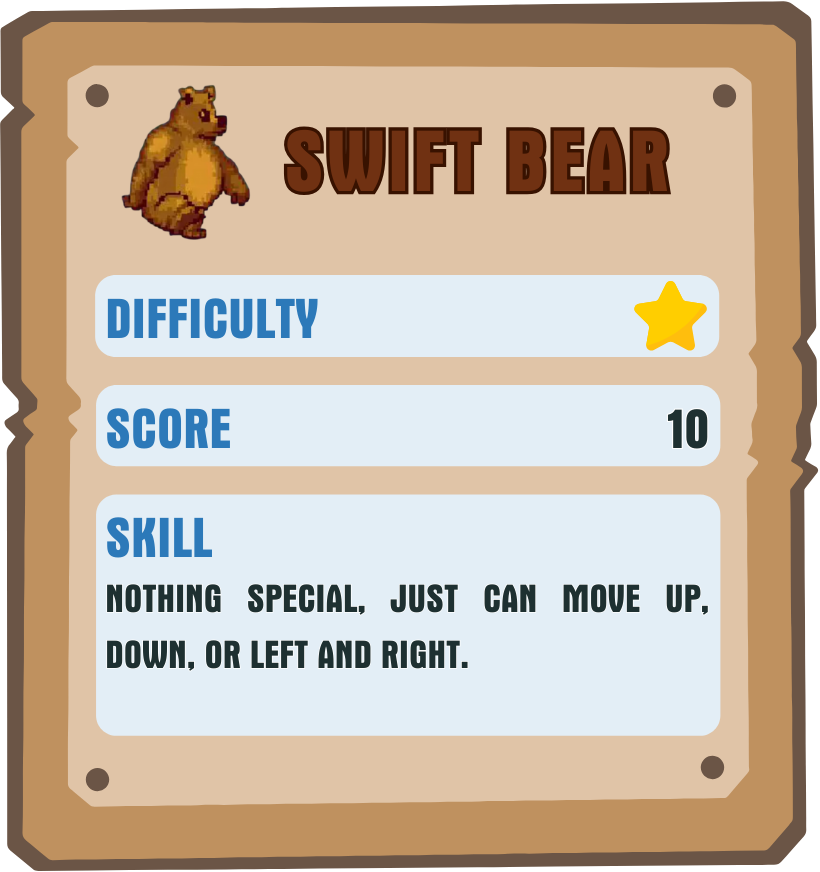 SWIFT BEAR
DIFFICULTY
SCORE 10
SKILL
NOTHING SPECIAL, JUST CAN MOVE UP,
DOWN, OR LEFT AND RIGHT.